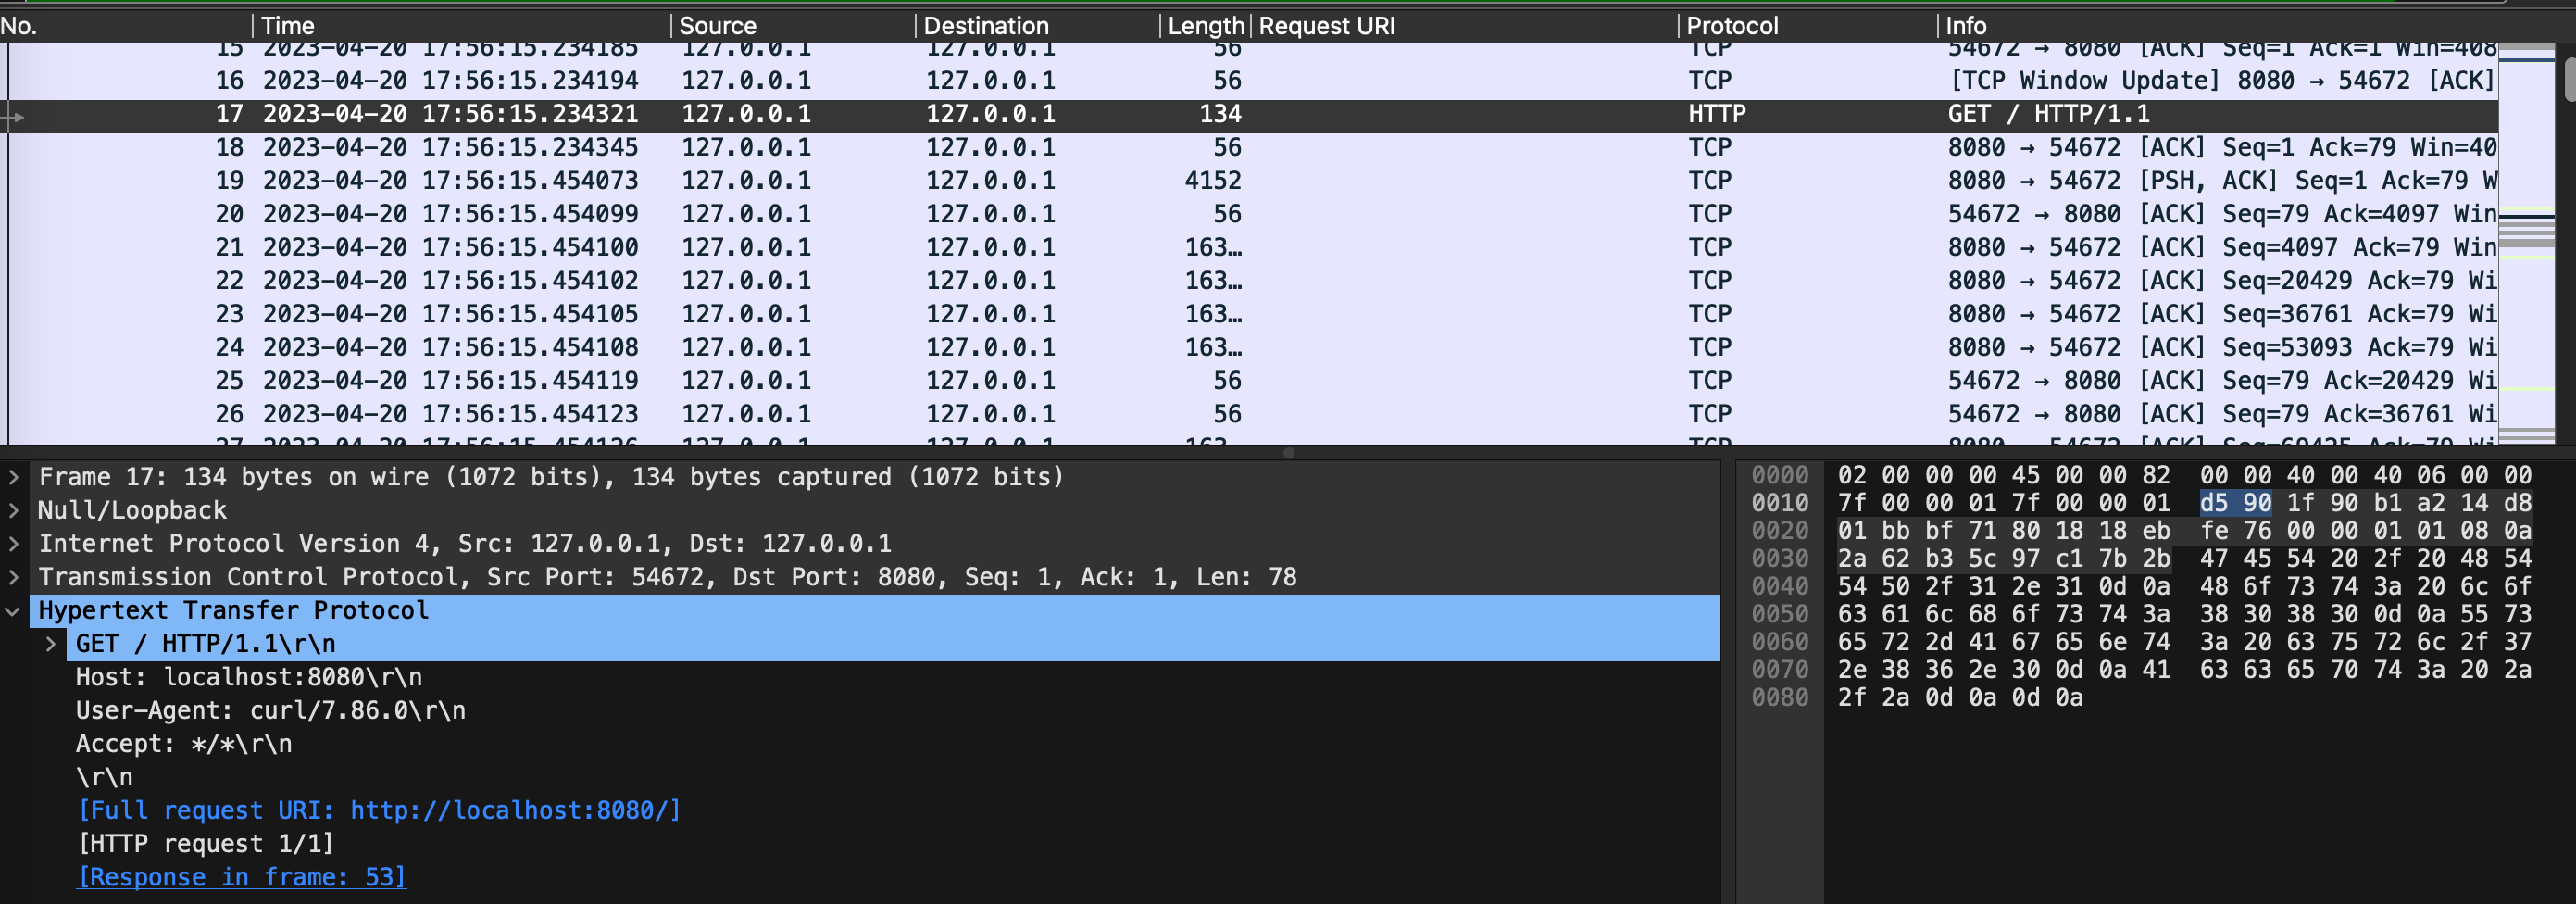 No. Time Source Destination Length Request URI Protocol Info
15 2023-04-20 17:56:15.234185 127.0.0.1 127.0.0.1 56 TCP 54672 → 8080 [ACK] Seq=1 Ack=1 Win=408
16 2023-04-20 17:56:15.234194 127.0.0.1 127.0.0.1 56 TCP [TCP Window Update] 8080 → 54672 [ACK]
17 2023-04-20 17:56:15.234321 127.0.0.1 127.0.0.1 134 HTTP GET / HTTP/1.1
18 2023-04-20 17:56:15.234345 127.0.0.1 127.0.0.1 56 TCP 8080 → 54672 [ACK] Seq=1 Ack=79 Win=40
19 2023-04-20 17:56:15.454073 127.0.0.1 127.0.0.1 4152 TCP 8080 → 54672 [PSH, ACK] Seq=1 Ack=79 W
20 2023-04-20 17:56:15.454099 127.0.0.1 127.0.0.1 56 TCP 54672 → 8080 [ACK] Seq=79 Ack=4097 Win
21 2023-04-20 17:56:15.454100 127.0.0.1 127.0.0.1 163… TCP 8080 → 54672 [ACK] Seq=4097 Ack=79 Win
22 2023-04-20 17:56:15.454102 127.0.0.1 127.0.0.1 163… TCP 8080 → 54672 [ACK] Seq=20429 Ack=79 Wi
23 2023-04-20 17:56:15.454105 127.0.0.1 127.0.0.1 163… TCP 8080 → 54672 [ACK] Seq=36761 Ack=79 Wi
24 2023-04-20 17:56:15.454108 127.0.0.1 127.0.0.1 163… TCP 8080 → 54672 [ACK] Seq=53093 Ack=79 Wi
25 2023-04-20 17:56:15.454119 127.0.0.1 127.0.0.1 56 TCP 54672 → 8080 [ACK] Seq=79 Ack=20429 Wi
26 2023-04-20 17:56:15.454123 127.0.0.1 127.0.0.1 56 TCP 54672 → 8080 [ACK] Seq=79 Ack=36761 Wi
Frame 17: 134 bytes on wire (1072 bits), 134 bytes captured (1072 bits)
Null/Loopback
Internet Protocol Version 4, Src: 127.0.0.1, Dst: 127.0.0.1
Transmission Control Protocol, Src Port: 54672, Dst Port: 8080, Seq: 1, Ack: 1, Len: 78
Hypertext Transfer Protocol
GET / HTTP/1.1\r\n
Host: localhost:8080\r\n
User-Agent: curl/7.86.0\r\n
Accept: */*\r\n
\r\n
[Full request URI: http://localhost:8080/]
[HTTP request 1/1]
[Response in frame: 53]
0000 02 00 00 00 45 00 00 82 00 00 40 00 40 06 00 00
0010 7f 00 00 01 7f 00 00 01 d5 90 1f 90 b1 a2 14 d8
0020 01 bb bf 71 80 18 18 eb fe 76 00 00 01 01 08 0a
0030 2a 62 b3 5c 97 c1 7b 2b 47 45 54 20 2f 20 48 54
0040 54 50 2f 31 2e 31 0d 0a 48 6f 73 74 3a 20 6c 6f
0050 63 61 6c 68 6f 73 74 3a 38 30 38 30 0d 0a 55 73
0060 65 72 2d 41 67 65 6e 74 3a 20 63 75 72 6c 2f 37
0070 2e 38 36 2e 30 0d 0a 41 63 63 65 70 74 3a 20 2a
0080 2f 2a 0d 0a 0d 0a